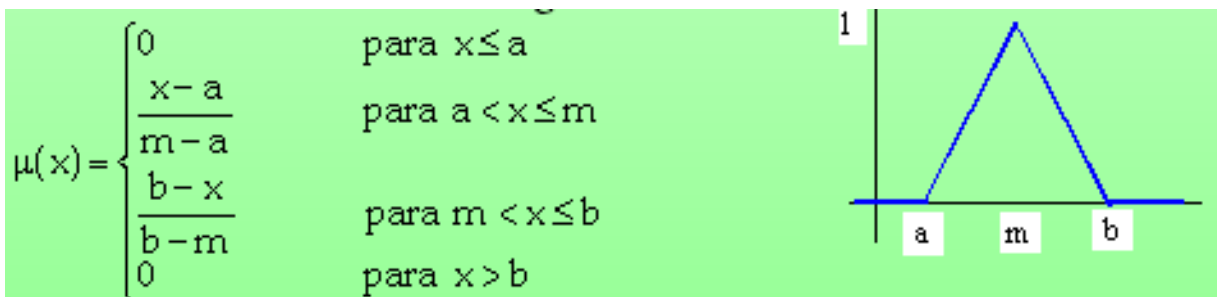 0 para x ≤ a
x − a
m − a
para a < x ≤ m
μ(x) =
b − x
b − m
para m < x ≤ b
0 para x > b
1
a m b